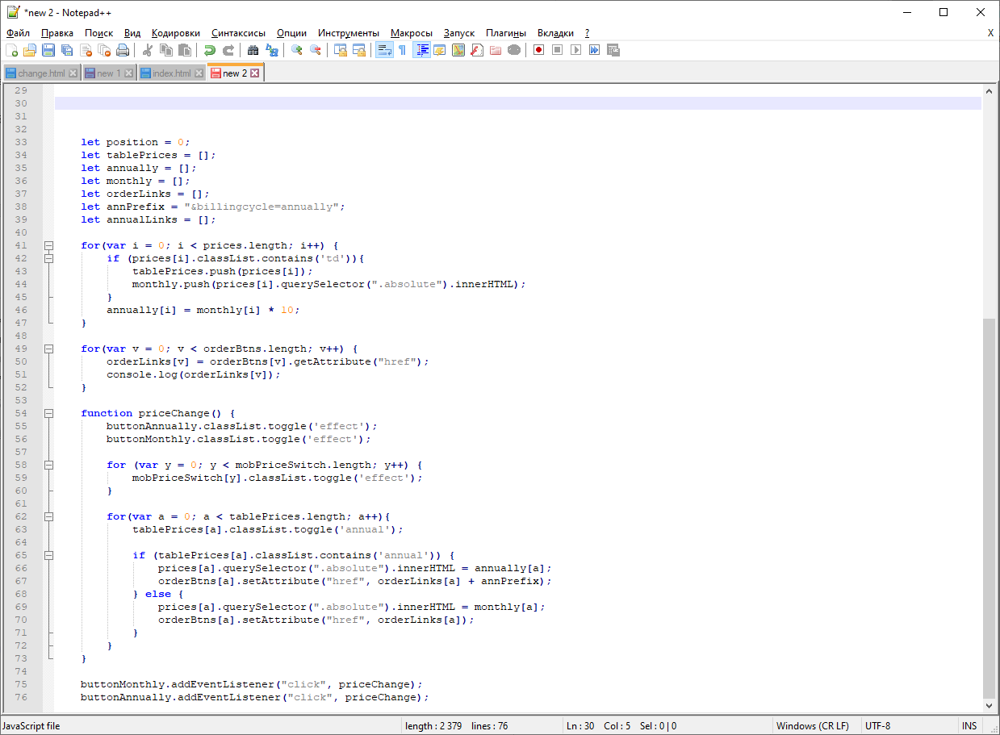 *new 2 - Notepad++
Файл Правка Поиск Вид Кодировки Синтаксисы Опции Инструменты Макросы Запуск Плагины Вкладки ? X
change.html new 1 index.html new 2
29
30
31
32
33 let position = 0;
34 let tablePrices = [];
35 let annually = [];
36 let monthly = [];
37 let orderLinks = [];
38 let annPrefix = "&billingcycle=annually";
39 let annualLinks = [];
40
41 for(var i = 0; i < prices.length; i++) {
42 if (prices[i].classList.contains('td')){
43 tablePrices.push(prices[i]);
44 monthly.push(prices[i].querySelector(".absolute").innerHTML);
45 }
46 annually[i] = monthly[i] * 10;
47 }
48
49 for(var v = 0; v < orderBtns.length; v++) {
50 orderLinks[v] = orderBtns[v].getAttribute("href");
51 console.log(orderLinks[v]);
52 }
53
54 function priceChange() {
55 buttonAnnually.classList.toggle('effect');
56 buttonMonthly.classList.toggle('effect');
57
58 for (var y = 0; y < mobPriceSwitch.length; y++) {
59 mobPriceSwitch[y].classList.toggle('effect');
60 }
61
62 for(var a = 0; a < tablePrices.length; a++){
63 tablePrices[a].classList.toggle('annual');
64
65 if (tablePrices[a].classList.contains('annual')) {
66 prices[a].querySelector(".absolute").innerHTML = annually[a];
67 orderBtns[a].setAttribute("href", orderLinks[a] + annPrefix);
68 } else {
69 prices[a].querySelector(".absolute").innerHTML = monthly[a];
70 orderBtns[a].setAttribute("href", orderLinks[a]);
71 }
72 }
73 }
74
75 buttonMonthly.addEventListener("click", priceChange);
76 buttonAnnually.addEventListener("click", priceChange);
JavaScript file length : 2 379 lines : 76 Ln : 30 Col : 5 Sel : 0 | 0 Windows (CR LF) UTF-8 INS